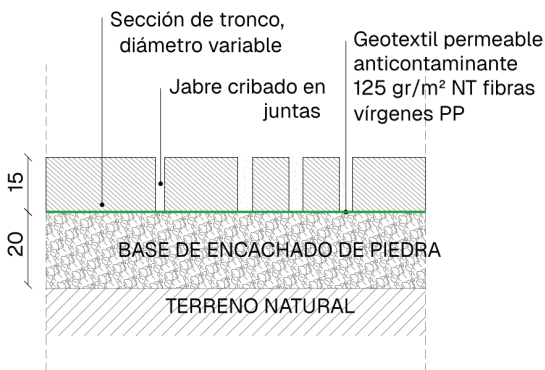 Sección de tronco,
diámetro variable
Geotextil permeable
anticontaminante
125 gr/m² NT fibras
vírgenes PP
Jabre cribado en
juntas
15
20
BASE DE ENCACHADO DE PIEDRA
TERRENO NATURAL